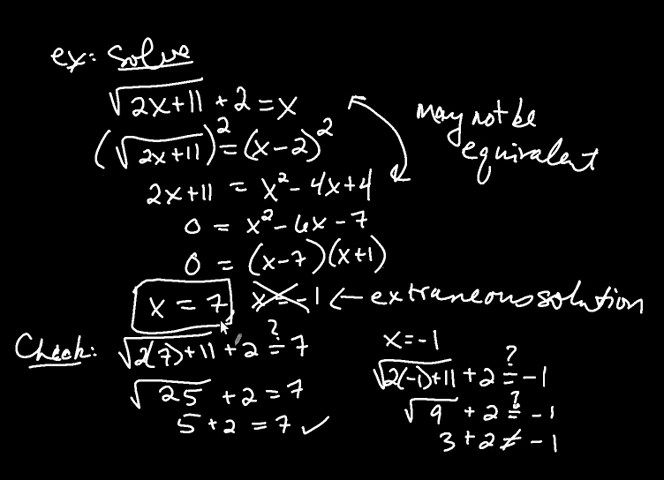 ex: Solve
√2x+11 + 2 = x
(√2x+11)² = (x-2)²
may not be
equivalent
2x+11 = x² - 4x + 4
0 = x² - 6x - 7
0 = (x-7)(x+1)
x = 7 x = -1 ← extraneous solution
Check: √2(7)+11 + 2 ≟ 7
√25 + 2 = 7
5 + 2 = 7 ✓
x = -1
√2(-1)+11 + 2 ≟ -1
√9 + 2 ≟ -1
3 + 2 ≠ -1